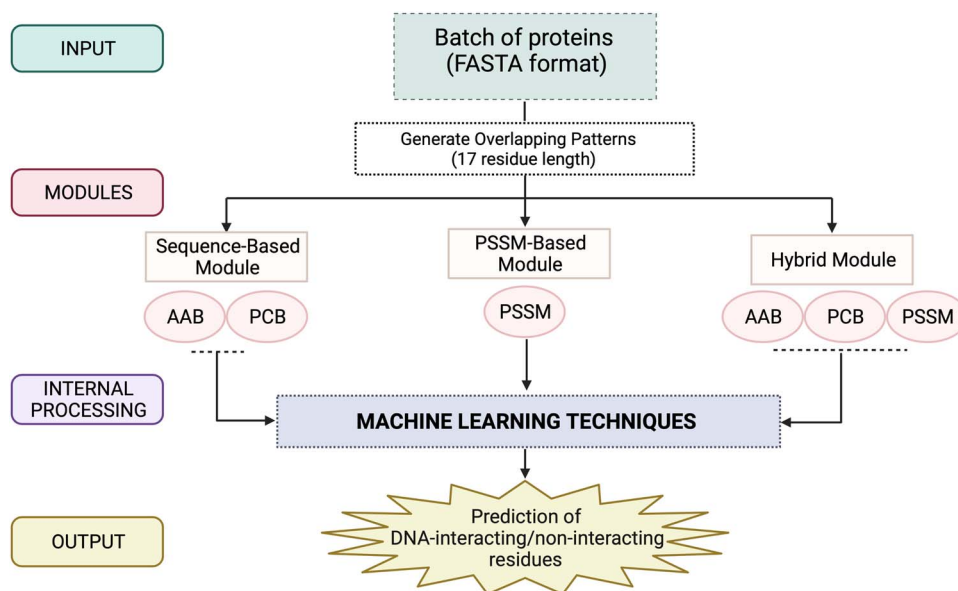 INPUT
Batch of proteins
(FASTA format)
Generate Overlapping Patterns
(17 residue length)
MODULES
Sequence-Based
Module
PSSM-Based
Module
Hybrid Module
AAB
PCB
PSSM
AAB
PCB
PSSM
INTERNAL
PROCESSING
MACHINE LEARNING TECHNIQUES
OUTPUT
Prediction of
DNA-interacting/non-interacting
residues